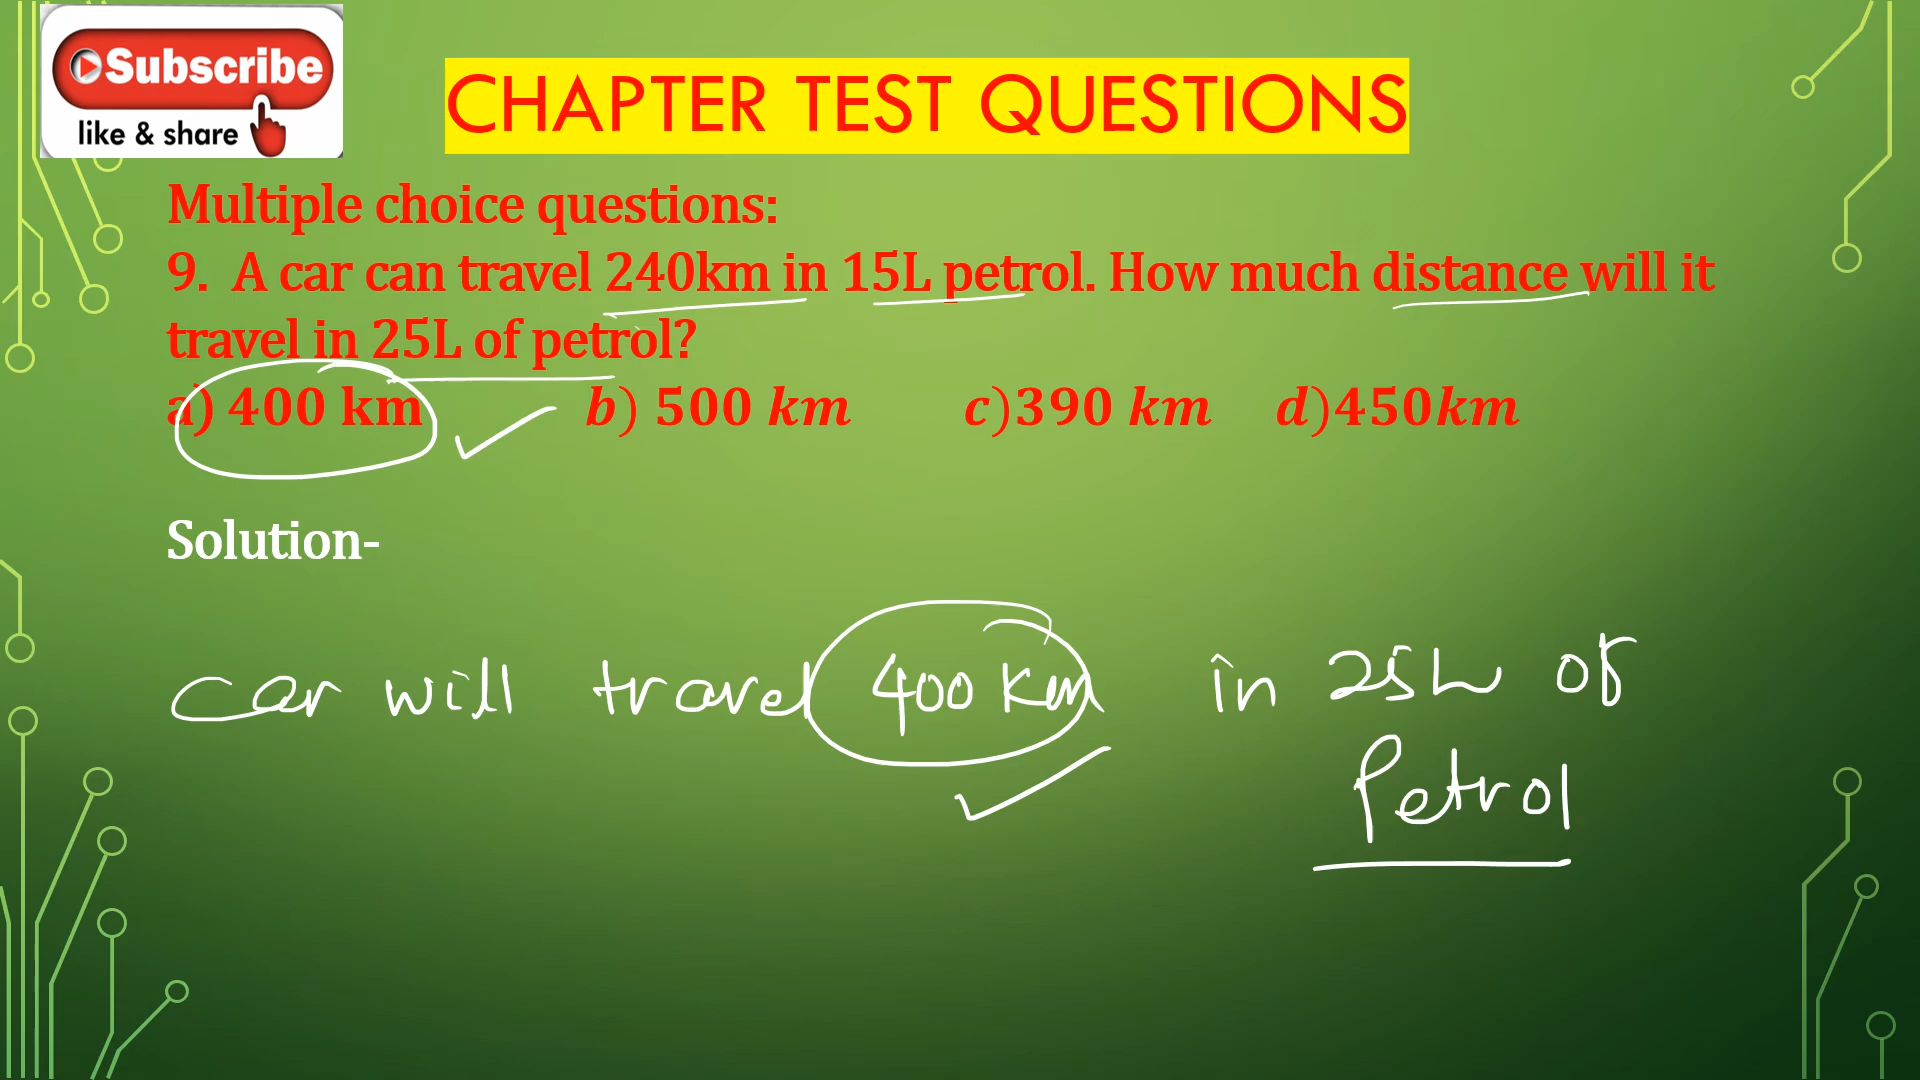 Subscribe
like & share
CHAPTER TEST QUESTIONS
Multiple choice questions:
9. A car can travel 240km in 15L petrol. How much distance will it
travel in 25L of petrol?
a) 400 km b) 500 km c)390 km d)450km
Solution-
car will travel 400 Km in 25L of
Petrol